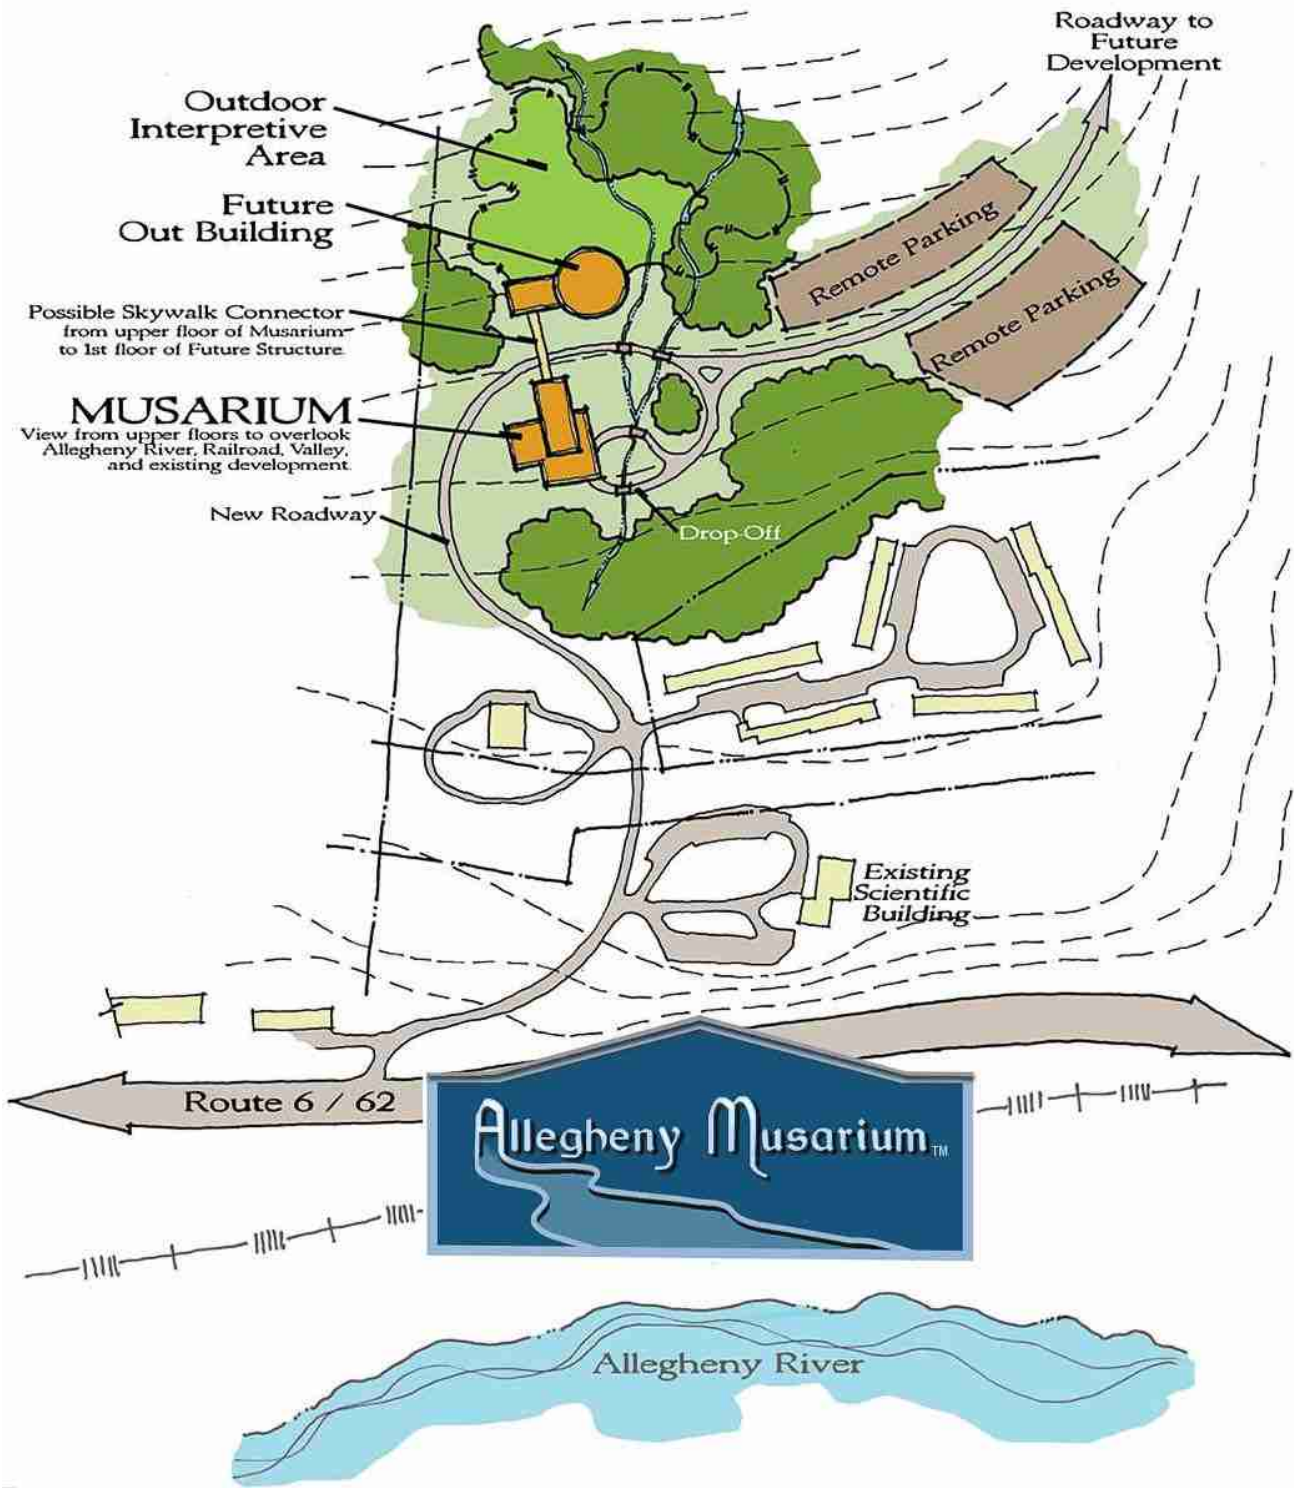 Roadway to
Future
Development
Outdoor
Interpretive
Area
Future
Out Building
Remote Parking
Remote Parking
Possible Skywalk Connector
from upper floor of Musarium
to 1st floor of Future Structure.
MUSARIUM
View from upper floors to overlook
Allegheny River, Railroad, Valley,
and existing development.
New Roadway
Drop-Off
Existing
Scientific
Building
Route 6 / 62
Allegheny Musarium TM
Allegheny River